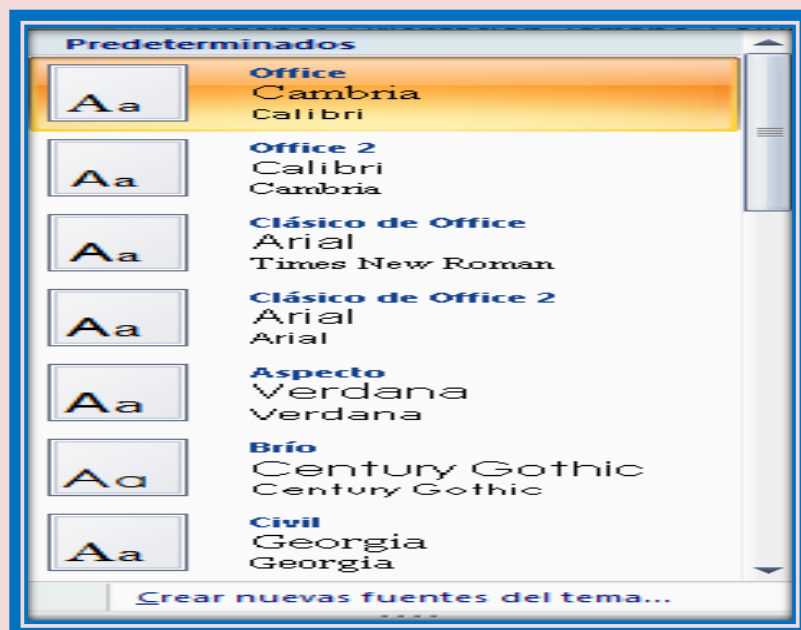 Predeterminados
Aa
Office
Cambria
Calibri
Aa
Office 2
Calibri
Cambria
Aa
Clásico de Office
Arial
Times New Roman
Aa
Clásico de Office 2
Arial
Arial
Aa
Aspecto
Verdana
Verdana
Aa
Brío
Century Gothic
Century Gothic
Aa
Civil
Georgia
Georgia
Crear nuevas fuentes del tema...